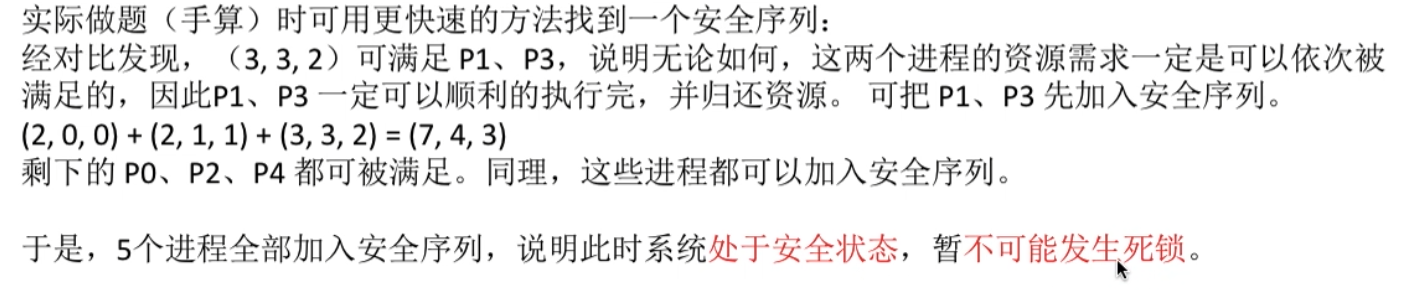 实际做题（手算）时可用更快速的方法找到一个安全序列：
经对比发现，（3, 3, 2）可满足 P1、P3，说明无论如何，这两个进程的资源需求一定是可以依次被
满足的，因此P1、P3 一定可以顺利的执行完，并归还资源。 可把 P1、P3 先加入安全序列。
(2, 0, 0) + (2, 1, 1) + (3, 3, 2) = (7, 4, 3)
剩下的 P0、P2、P4 都可被满足。同理，这些进程都可以加入安全序列。
于是，5个进程全部加入安全序列，说明此时系统处于安全状态，暂不可能发生死锁。